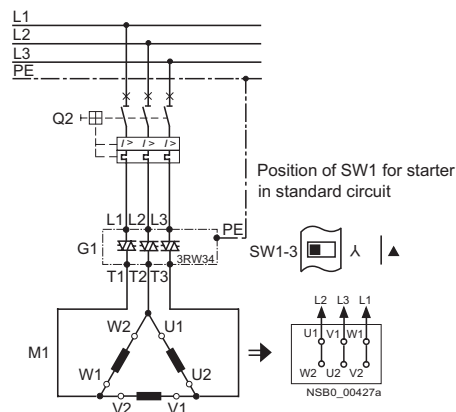 L1
L2
L3
PE
Q2
I > I > I >
Position of SW1 for starter
in standard circuit
L1 L2 L3
PE
G1
3RW34
SW1-3
T1 T2 T3
L2 L3 L1
W2 U1
U1 V1 W1
M1
W1 U2
W2 U2 V2
V2 V1
NSB0_00427a